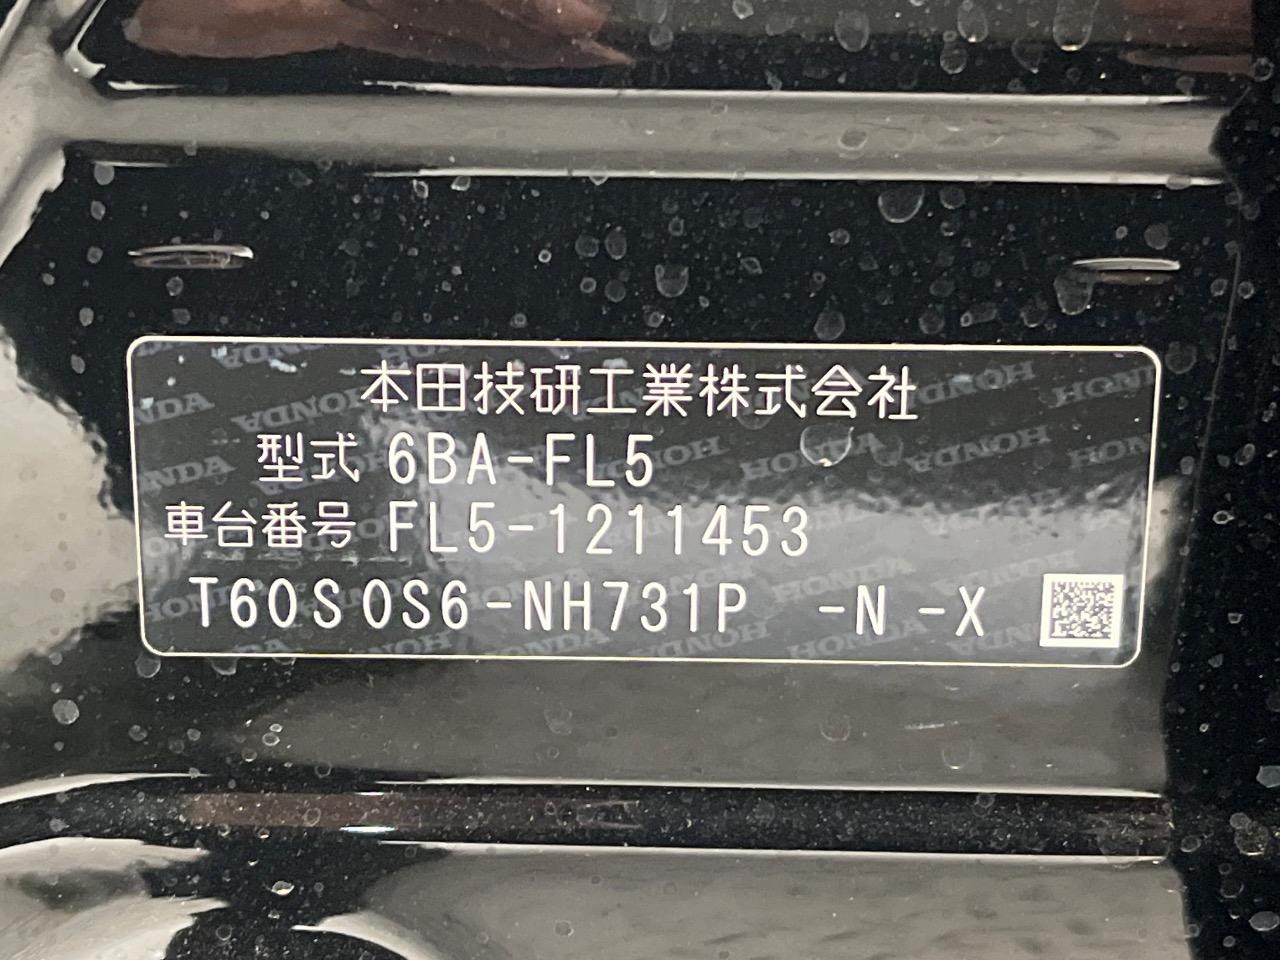 本田技研工業株式会社
型式 6BA-FL5
車台番号 FL5-1211453
T60S0S6-NH731P -N -X